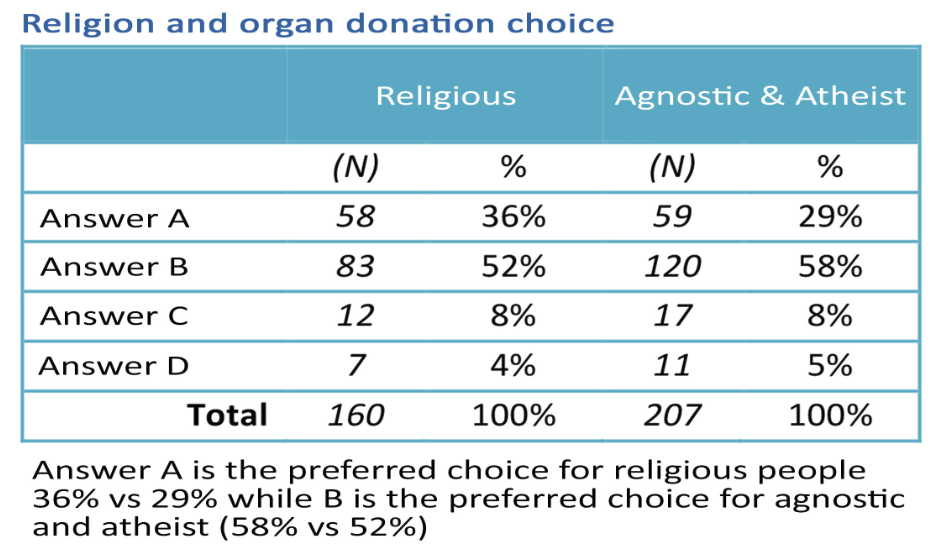 Religion and organ donation choice
Religious Agnostic & Atheist
(N) % (N) %
Answer A 58 36% 59 29%
Answer B 83 52% 120 58%
Answer C 12 8% 17 8%
Answer D 7 4% 11 5%
Total 160 100% 207 100%
Answer A is the preferred choice for religious people
36% vs 29% while B is the preferred choice for agnostic
and atheist (58% vs 52%)